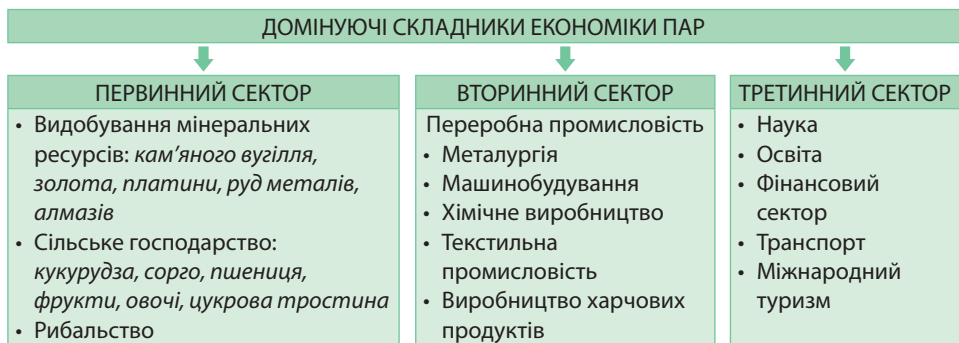 ДОМІНУЮЧІ СКЛАДНИКИ ЕКОНОМІКИ ПАР
ПЕРВИННИЙ СЕКТОР
• Видобування мінеральних
ресурсів: кам’яного вугілля,
золота, платини, руд металів,
алмазів
• Сільське господарство:
кукурудза, сорго, пшениця,
фрукти, овочі, цукрова тростина
• Рибальство
ВТОРИННИЙ СЕКТОР
Переробна промисловість
• Металургія
• Машинобудування
• Хімічне виробництво
• Текстильна
промисловість
• Виробництво харчових
продуктів
ТРЕТИННИЙ СЕКТОР
• Наука
• Освіта
• Фінансовий
сектор
• Транспорт
• Міжнародний
туризм